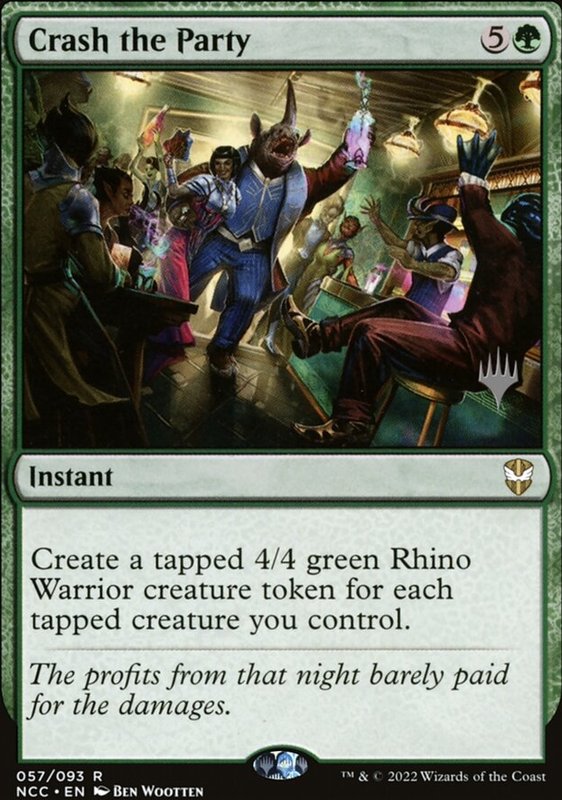 Crash the Party 5
Instant
Create a tapped 4/4 green Rhino
Warrior creature token for each
tapped creature you control.
The profits from that night barely paid
for the damages.
057/093 R
NCC • EN BEN WOOTTEN
™ & © 2022 Wizards of the Coast